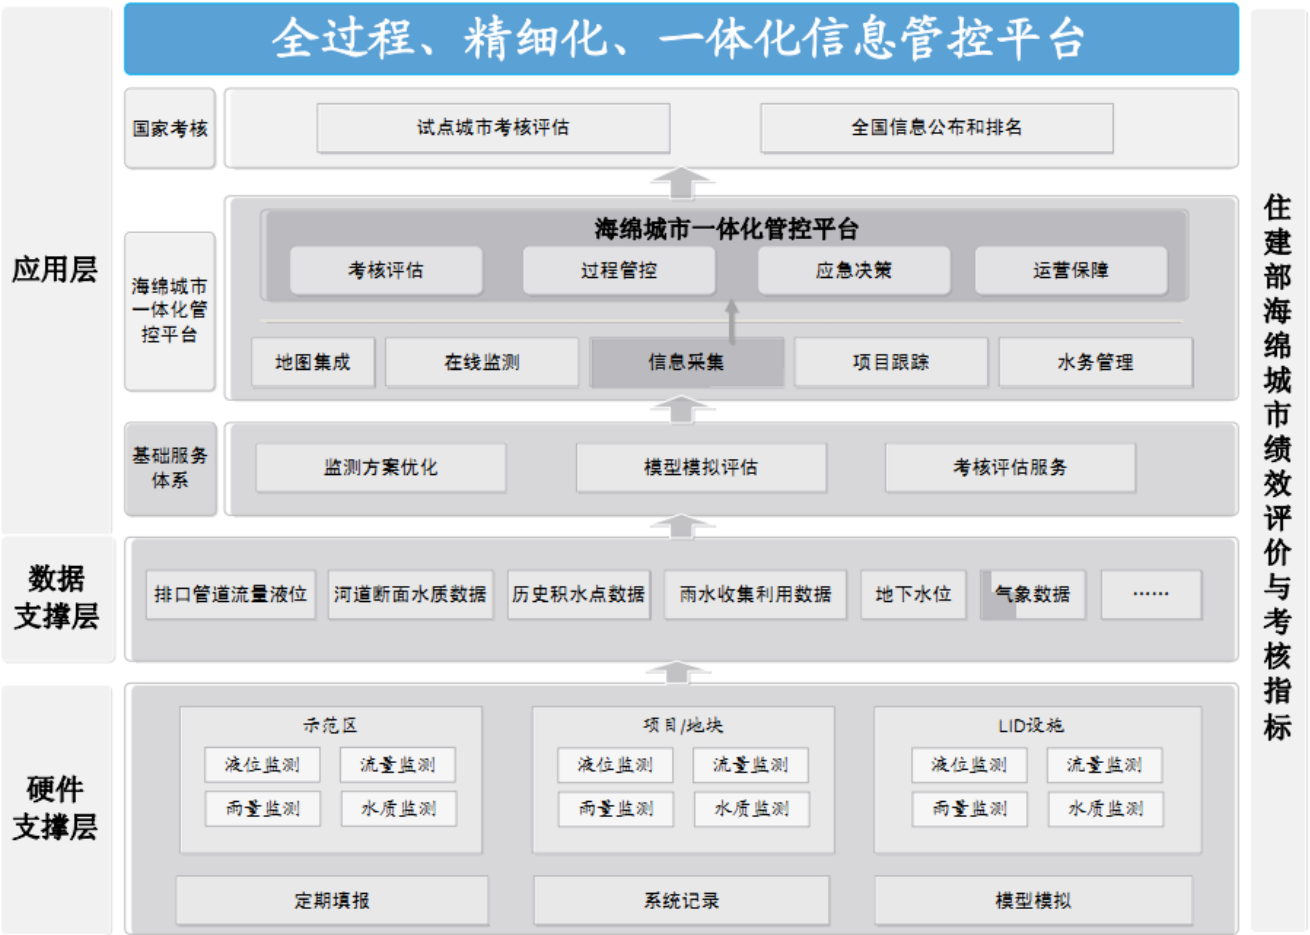 全过程、精细化、一体化信息管控平台
应用层
国家考核
试点城市考核评估
全国信息公布和排名
海绵城市
一体化管
控平台
海绵城市一体化管控平台
考核评估
过程管控
应急决策
运营保障
地图集成
在线监测
信息采集
项目跟踪
水务管理
基础服务
体系
监测方案优化
模型模拟评估
考核评估服务
数据
支撑层
排口管道流量液位
河道断面水质数据
历史积水点数据
雨水收集利用数据
地下水位
气象数据
……
硬件
支撑层
示范区
液位监测
流量监测
雨量监测
水质监测
项目/地块
液位监测
流量监测
雨量监测
水质监测
LID设施
液位监测
流量监测
雨量监测
水质监测
定期填报
系统记录
模型模拟
住建部海绵城市绩效评价与考核指标